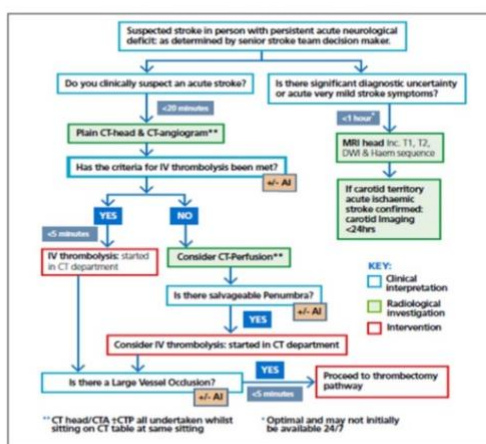 Suspected stroke in person with persistent acute neurological
deficit: as determined by senior stroke team decision maker.
Do you clinically suspect an acute stroke?
Is there significant diagnostic uncertainty
or acute very mild stroke symptoms?
<20 minutes
<1 hour*
Plain CT-head & CT-angiogram**
MRI head Inc. T1, T2,
DWI & Haem sequence
Has the criteria for IV thrombolysis been met?
+/- AI
If carotid territory
acute ischaemic
stroke confirmed:
carotid Imaging
<24hrs
YES
NO
<5 minutes
IV thrombolysis: started
in CT department
Consider CT-Perfusion**
KEY:
Clinical
interpretation
Radiological
investigation
Intervention
Is there salvageable Penumbra?
+/- AI
YES
Consider IV thrombolysis: started in CT department
Is there a Large Vessel Occlusion?
+/- AI
YES
<5 minutes
Proceed to thrombectomy
pathway
** CT head/CTA ±CTP all undertaken whilst
sitting on CT table at same sitting
* Optimal and may not initially
be available 24/7